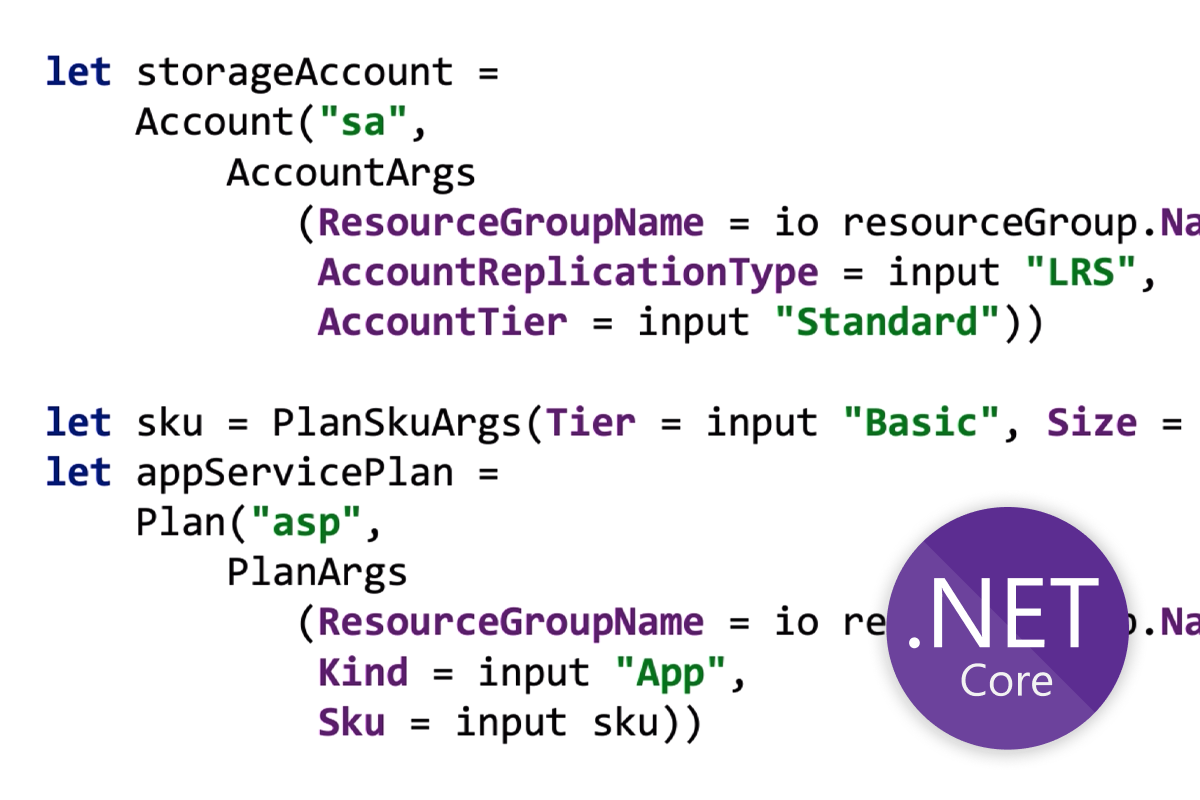 let storageAccount =
    Account("sa",
        AccountArgs
           (ResourceGroupName = io resourceGroup.Na
            AccountReplicationType = input "LRS",
            AccountTier = input "Standard"))
let sku = PlanSkuArgs(Tier = input "Basic", Size =
let appServicePlan =
    Plan("asp",
        PlanArgs
           (ResourceGroupName = io re
            Kind = input "App",
            Sku = input sku))
.NET
Core